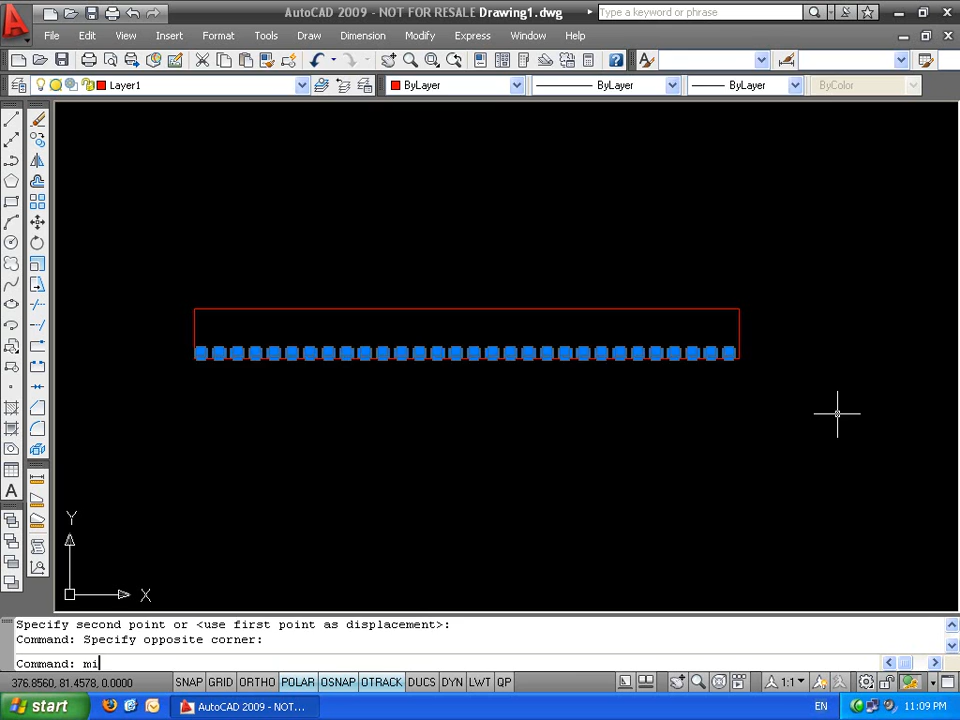 AutoCAD 2009 - NOT FOR RESALE Drawing1.dwg Type a keyword or phrase
File Edit View Insert Format Tools Draw Dimension Modify Express Window Help
Layer1 ByLayer ByLayer ByLayer ByColor
A
Y
X
Specify second point or <use first point as displacement>:
Command: Specify opposite corner:
Command: mi
376.8560, 81.4578, 0.0000 SNAP GRID ORTHO POLAR OSNAP OTRACK DUCS DYN LWT QP 1:1
start AutoCAD 2009 - NOT... EN 11:09 PM